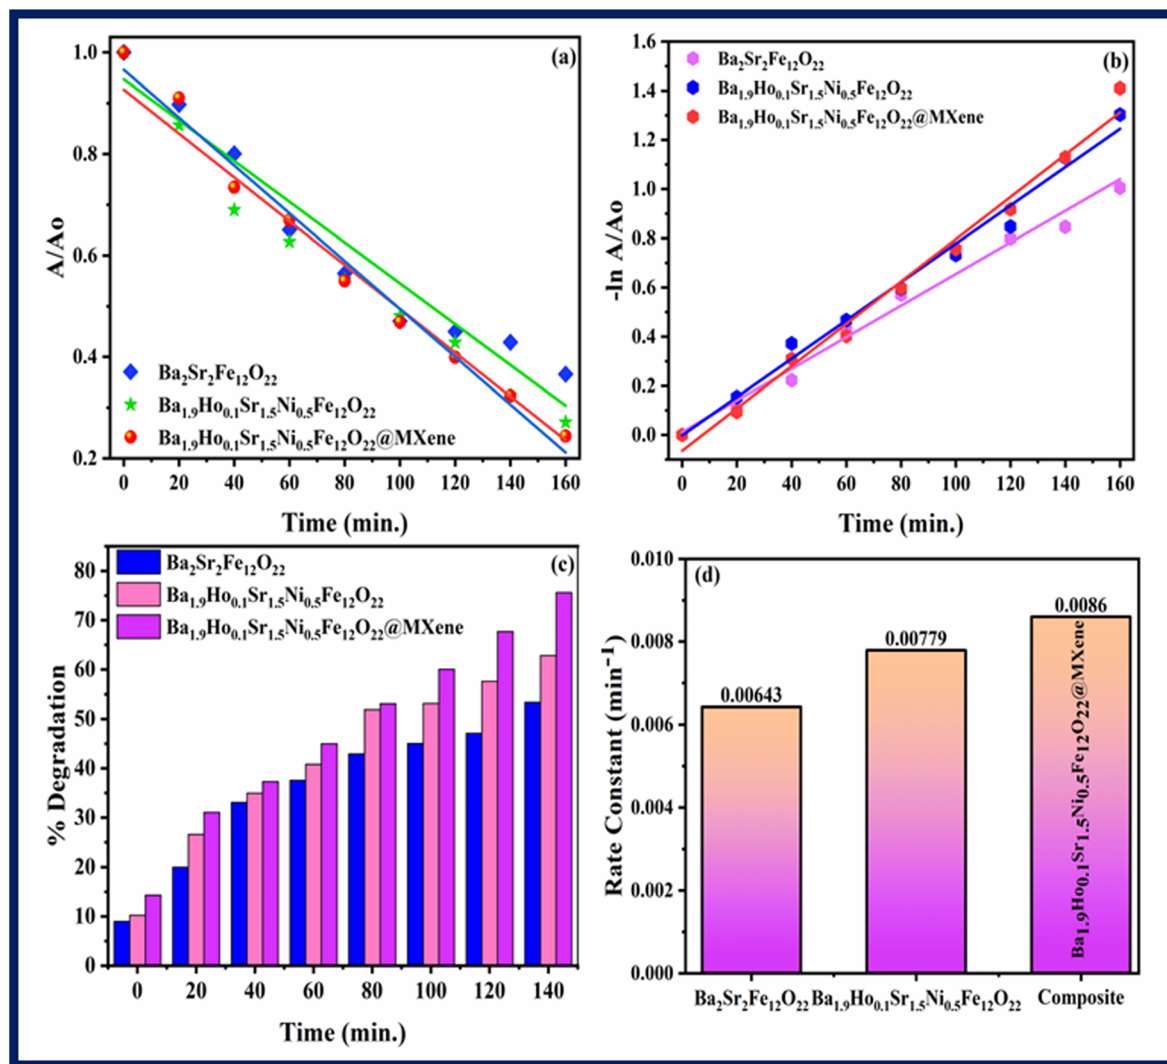 (a)
A/Ao
1.0
0.8
0.6
0.4
0.2
Ba₂Sr₂Fe₁₂O₂₂
Ba₁.₉Ho₀.₁Sr₁.₅Ni₀.₅Fe₁₂O₂₂
Ba₁.₉Ho₀.₁Sr₁.₅Ni₀.₅Fe₁₂O₂₂@MXene
0 20 40 60 80 100 120 140 160
Time (min.)
(b)
-ln A/Ao
Ba₂Sr₂Fe₁₂O₂₂
Ba₁.₉Ho₀.₁Sr₁.₅Ni₀.₅Fe₁₂O₂₂
Ba₁.₉Ho₀.₁Sr₁.₅Ni₀.₅Fe₁₂O₂₂@MXene
1.6
1.4
1.2
1.0
0.8
0.6
0.4
0.2
0.0
0 20 40 60 80 100 120 140 160
Time (min.)
(c)
% Degradation
Ba₂Sr₂Fe₁₂O₂₂
Ba₁.₉Ho₀.₁Sr₁.₅Ni₀.₅Fe₁₂O₂₂
Ba₁.₉Ho₀.₁Sr₁.₅Ni₀.₅Fe₁₂O₂₂@MXene
80
70
60
50
40
30
20
10
0
0 20 40 60 80 100 120 140
Time (min.)
(d)
Rate Constant (min⁻¹)
0.010
0.008
0.006
0.004
0.002
0.000
0.00643
0.00779
0.0086
Ba₁.₉Ho₀.₁Sr₁.₅Ni₀.₅Fe₁₂O₂₂@MXene
Ba₂Sr₂Fe₁₂O₂₂ Ba₁.₉Ho₀.₁Sr₁.₅Ni₀.₅Fe₁₂O₂₂ Composite